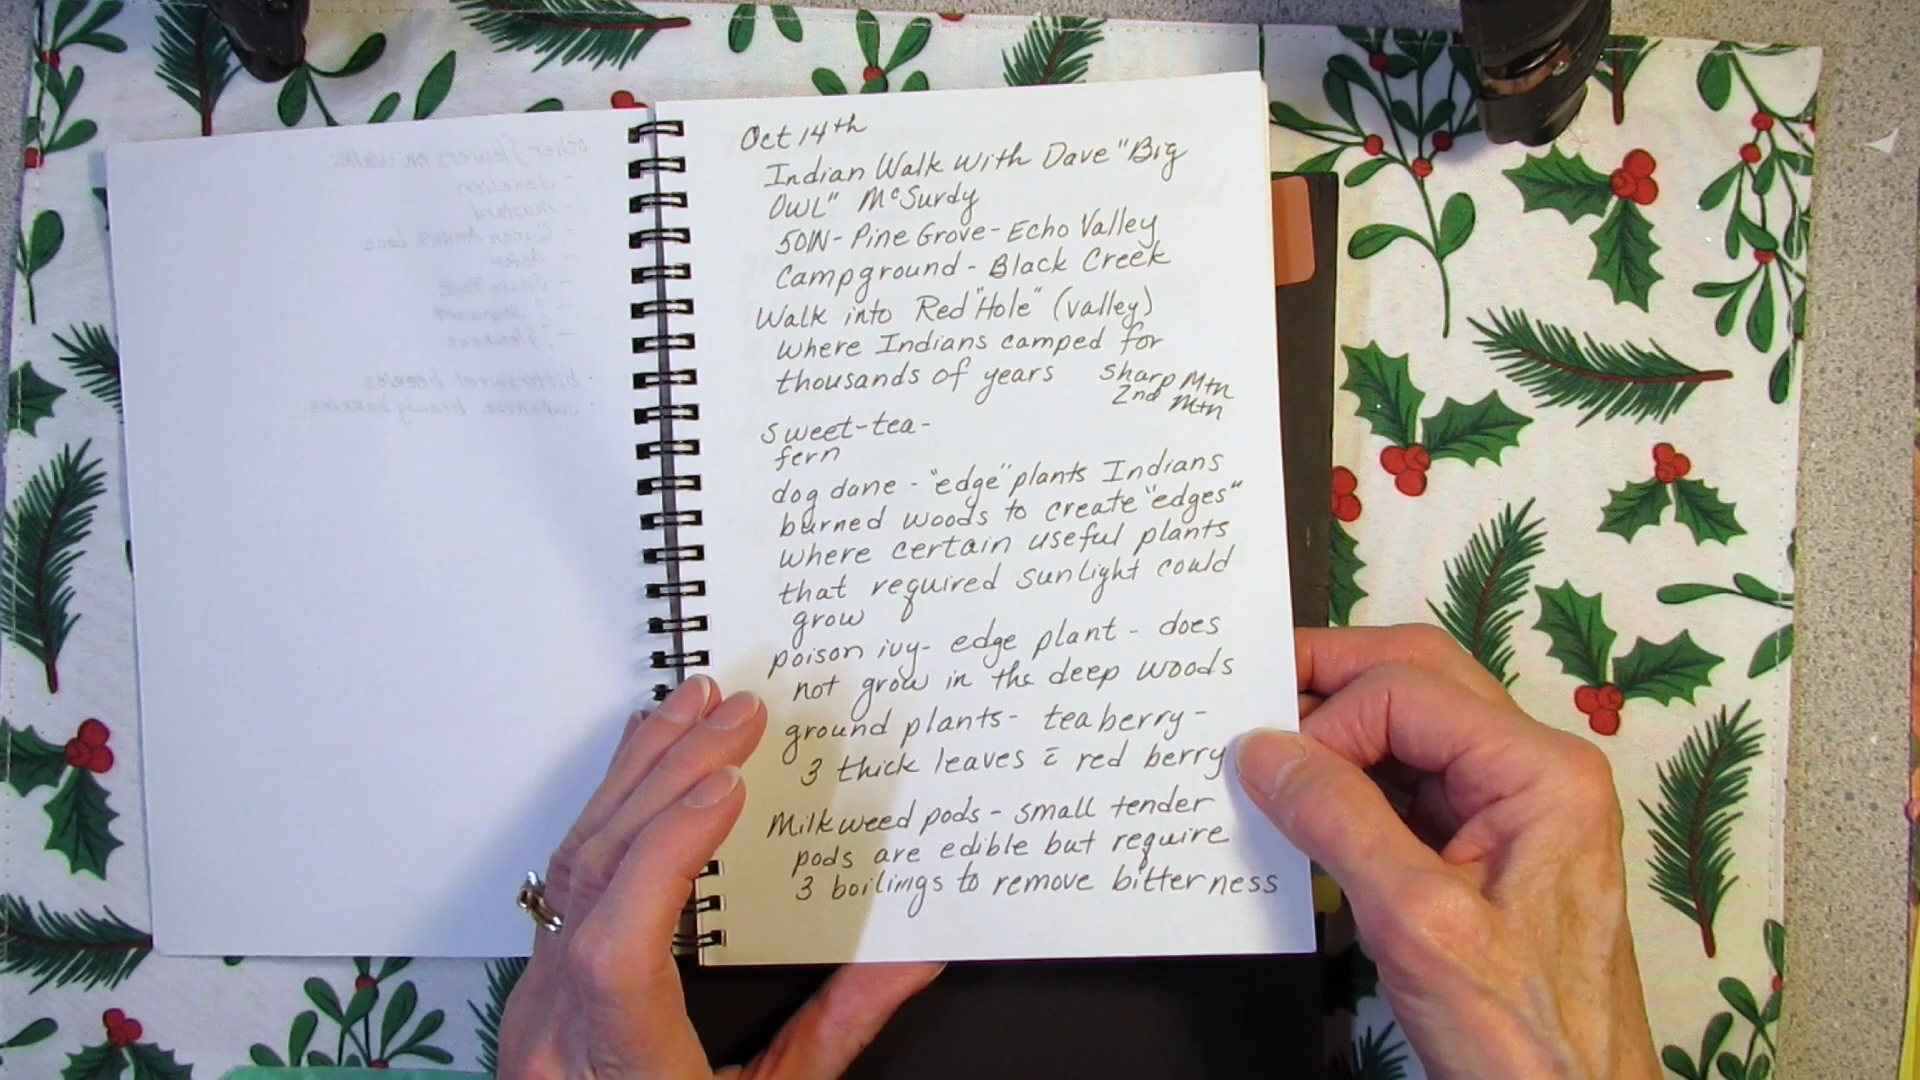 Oct 14th
Indian Walk with Dave "Big
OWL" McSurdy
501N - Pine Grove - Echo Valley
Campground - Black Creek
Walk into Red "Hole" (valley)
where Indians camped for
thousands of years
sharp Mtn
2nd Mtn
sweet-tea-
fern
dog dane - "edge" plants Indians
burned woods to create "edges"
where certain useful plants
that required sunlight could
grow
poison ivy - edge plant - does
not grow in the deep woods
ground plants - teaberry -
3 thick leaves c̄ red berry
Milkweed pods - small tender
pods are edible but require
3 boilings to remove bitterness